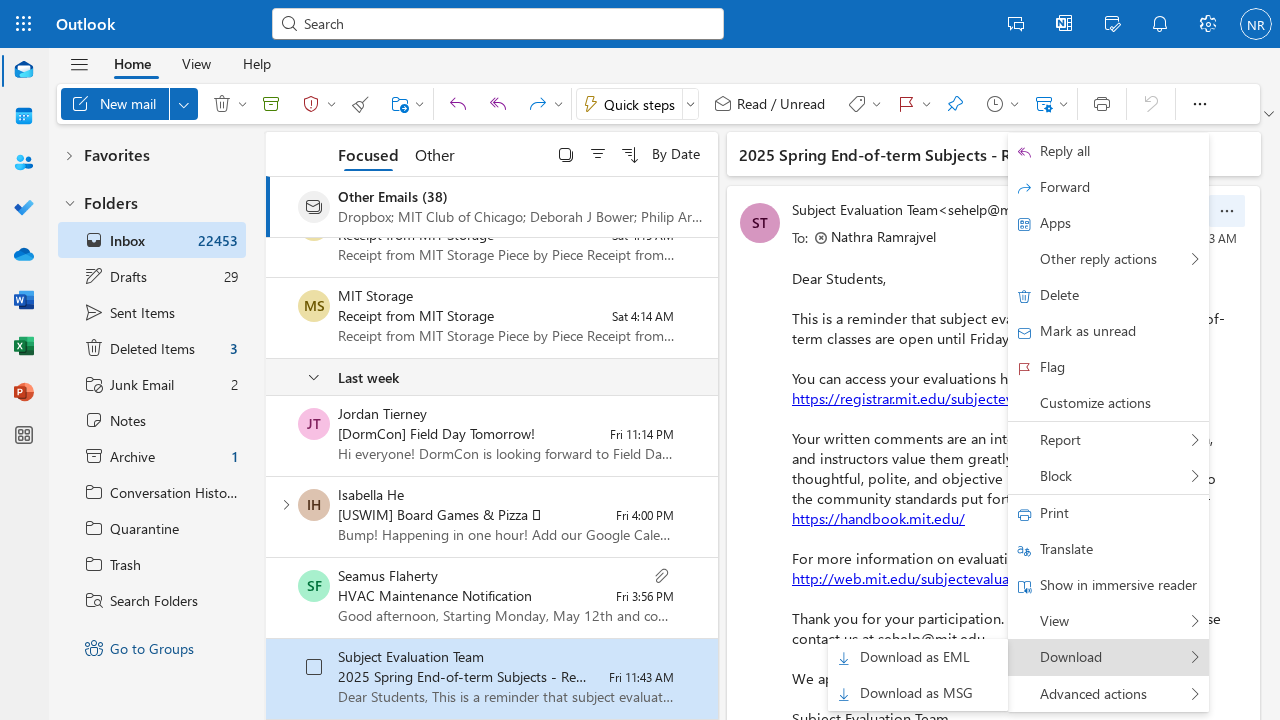 Outlook
Search
NR
Home
View
Help
New mail
Quick steps
Read / Unread
Favorites
Folders
Inbox 22453
Drafts 29
Sent Items
Deleted Items 3
Junk Email 2
Notes
Archive 1
Conversation Histo...
Quarantine
Trash
Search Folders
Go to Groups
Focused
Other
By Date
Other Emails (38)
Dropbox; MIT Club of Chicago; Deborah J Bower; Philip Ar...
Receipt from MIT Storage Piece by Piece Receipt from...
MS
MIT Storage
Receipt from MIT Storage Sat 4:14 AM
Receipt from MIT Storage Piece by Piece Receipt from...
Last week
JT
Jordan Tierney
[DormCon] Field Day Tomorrow! Fri 11:14 PM
Hi everyone! DormCon is looking forward to Field Da...
IH
Isabella He
[USWIM] Board Games & Pizza Fri 4:00 PM
Bump! Happening in one hour! Add our Google Cale...
SF
Seamus Flaherty
HVAC Maintenance Notification Fri 3:56 PM
Good afternoon, Starting Monday, May 12th and co...
Subject Evaluation Team
2025 Spring End-of-term Subjects - Re... Fri 11:43 AM
Dear Students, This is a reminder that subject evaluat...
2025 Spring End-of-term Subjects - R
ST
Subject Evaluation Team<sehelp@m
To: Nathra Ramrajvel
3 AM
Dear Students,
This is a reminder that subject eva of-
term classes are open until Friday
You can access your evaluations h
https://registrar.mit.edu/subjectev
Your written comments are an int
and instructors value them greatly
thoughtful, polite, and objective to
the community standards put fort
https://handbook.mit.edu/
For more information on evaluati
http://web.mit.edu/subjectevalua
Thank you for your participation. se
contact us at sehelp@mit.edu
We ap
Subject Evaluation Team
Reply all
Forward
Apps
Other reply actions
Delete
Mark as unread
Flag
Customize actions
Report
Block
Print
Translate
Show in immersive reader
View
Download
Advanced actions
Download as EML
Download as MSG